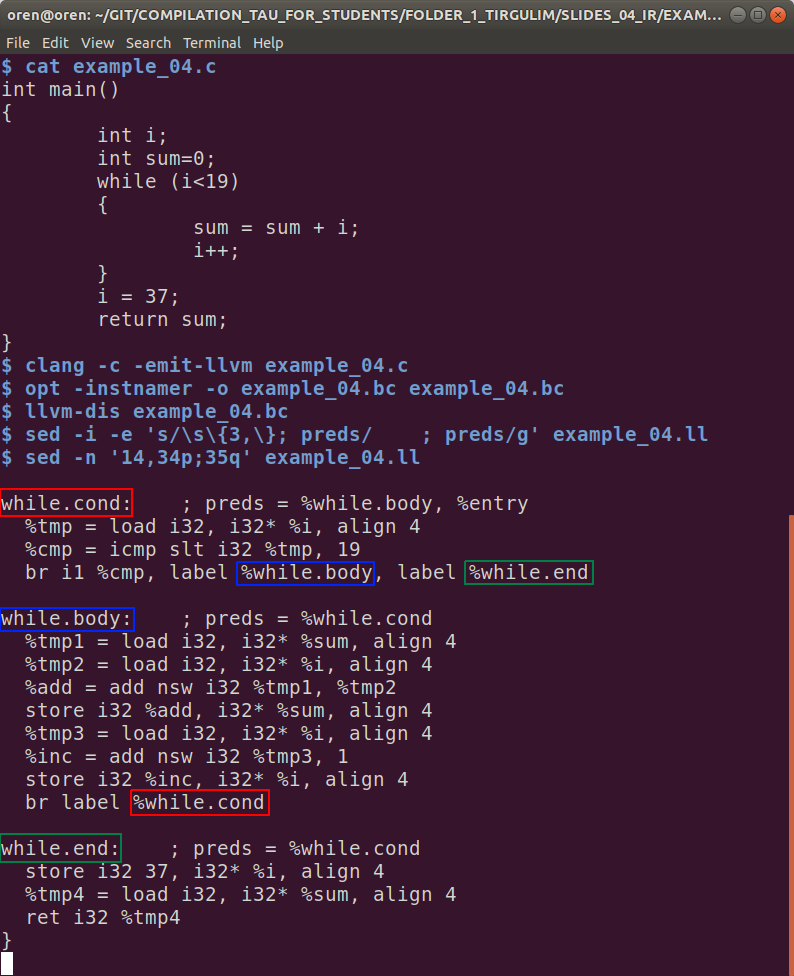 oren@oren: ~/GIT/COMPILATION_TAU_FOR_STUDENTS/FOLDER_1_TIRGULIM/SLIDES_04_IR/EXAM...
File Edit View Search Terminal Help
$ cat example_04.c
int main()
{
        int i;
        int sum=0;
        while (i<19)
        {
                sum = sum + i;
                i++;
        }
        i = 37;
        return sum;
}
$ clang -c -emit-llvm example_04.c
$ opt -instnamer -o example_04.bc example_04.bc
$ llvm-dis example_04.bc
$ sed -i -e 's/\s\{3,\}; preds/    ; preds/g' example_04.ll
$ sed -n '14,34p;35q' example_04.ll

while.cond:    ; preds = %while.body, %entry
  %tmp = load i32, i32* %i, align 4
  %cmp = icmp slt i32 %tmp, 19
  br i1 %cmp, label %while.body, label %while.end

while.body:    ; preds = %while.cond
  %tmp1 = load i32, i32* %sum, align 4
  %tmp2 = load i32, i32* %i, align 4
  %add = add nsw i32 %tmp1, %tmp2
  store i32 %add, i32* %sum, align 4
  %tmp3 = load i32, i32* %i, align 4
  %inc = add nsw i32 %tmp3, 1
  store i32 %inc, i32* %i, align 4
  br label %while.cond

while.end:    ; preds = %while.cond
  store i32 37, i32* %i, align 4
  %tmp4 = load i32, i32* %sum, align 4
  ret i32 %tmp4
}